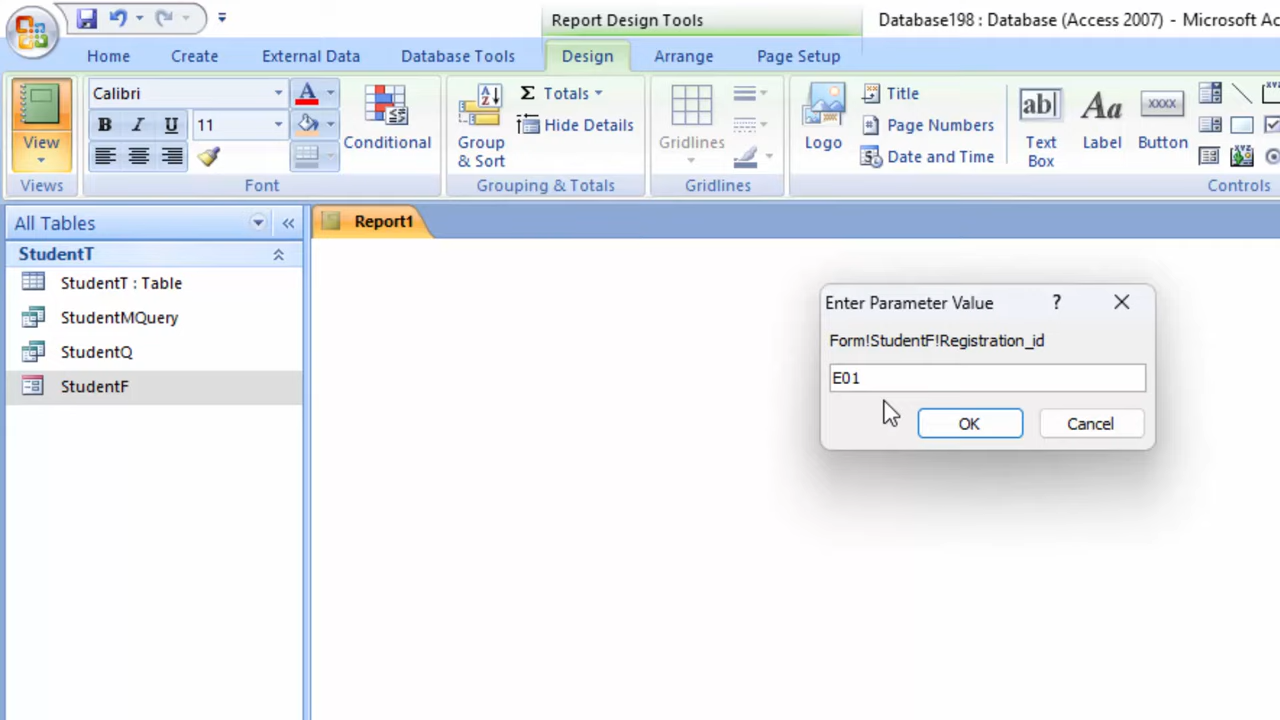 Report Design Tools
Database198 : Database (Access 2007) - Microsoft Ac
Home
Create
External Data
Database Tools
Design
Arrange
Page Setup
View
Views
Calibri
B I U 11
A
Font
Conditional
Group
& Sort
Σ Totals
Hide Details
Grouping & Totals
Gridlines
Gridlines
Logo
Title
Page Numbers
Date and Time
ab|
Text
Box
Aa
Label
XXXX
Button
Controls
All Tables
StudentT
StudentT : Table
StudentMQuery
StudentQ
StudentF
Report1
Enter Parameter Value
?
Form!StudentF!Registration_id
E01
OK
Cancel